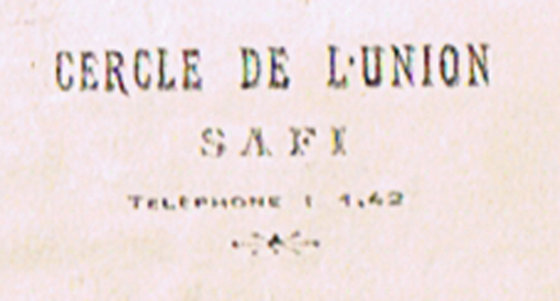 CERCLE DE L'UNION
SAFI
TELEPHONE : 1.42